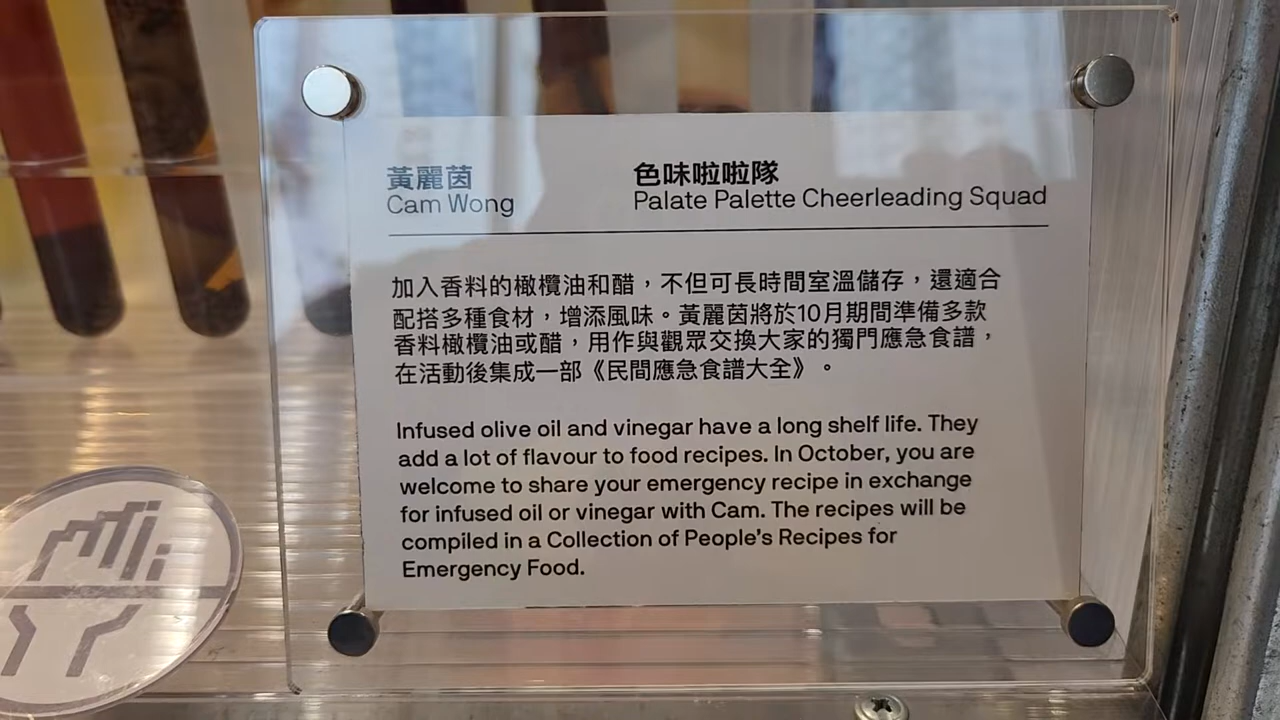 黃麗茵
Cam Wong
色味啦啦隊
Palate Palette Cheerleading Squad
加入香料的橄欖油和醋，不但可長時間室溫儲存，還適合
配搭多種食材，增添風味。黃麗茵將於10月期間準備多款
香料橄欖油或醋，用作與觀眾交換大家的獨門應急食譜，
在活動後集成一部《民間應急食譜大全》。
Infused olive oil and vinegar have a long shelf life. They
add a lot of flavour to food recipes. In October, you are
welcome to share your emergency recipe in exchange
for infused oil or vinegar with Cam. The recipes will be
compiled in a Collection of People's Recipes for
Emergency Food.